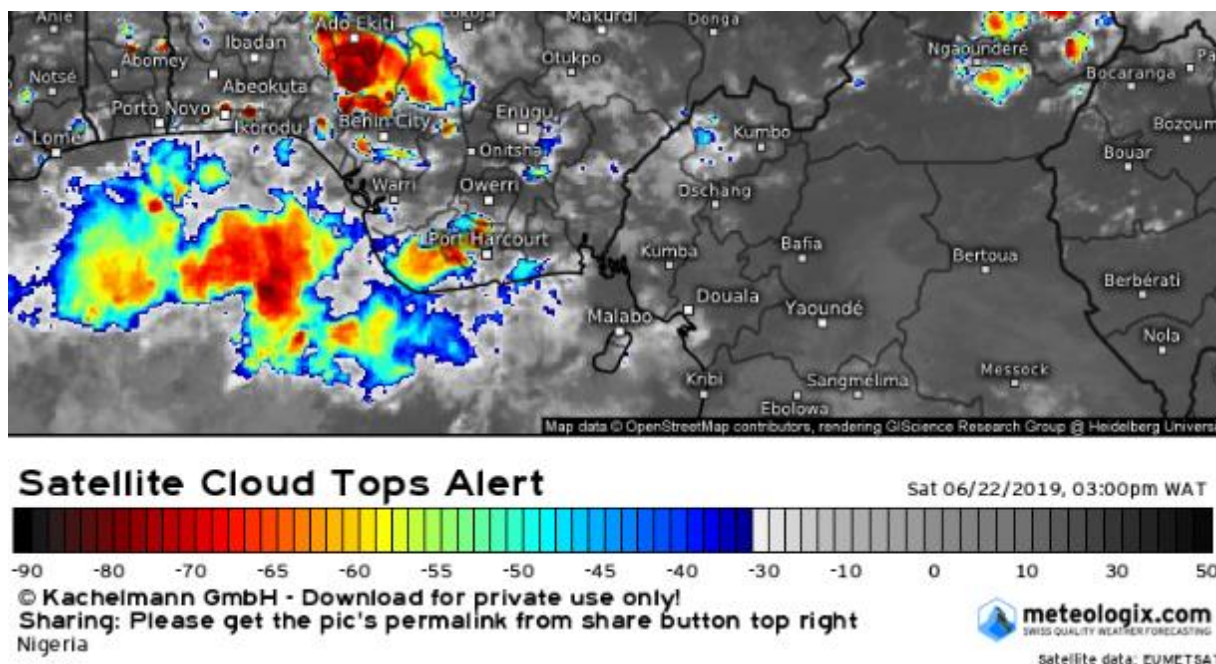 Ado Ekiti
Lokoja
Makurdi
Donga
Anie
Ibadan
Ngaoundéré
Abomey
Otukpo
Bocaranga
Notsé
Abeokuta
Porto Novo
Enugu
Ikorodu
Benin City
Kumbo
Bozoum
Lomé
Onitsha
Bouar
Warri
Owerri
Dschang
Port Harcourt
Kumba
Bafia
Bertoua
Berbérati
Douala
Malabo
Yaoundé
Nola
Kribi
Sangmélima
Messock
Ebolowa
Map data © OpenStreetMap contributors, rendering GIScience Research Group @ Heidelberg Univers
Satellite Cloud Tops Alert
Sat 06/22/2019, 03:00pm WAT
-90 -80 -70 -65 -60 -55 -50 -45 -40 -30 -20 -10 0 10 30 50
© Kachelmann GmbH - Download for private use only!
Sharing: Please get the pic's permalink from share button top right
Nigeria
meteologix.com
SWISS QUALITY WEATHER FORECASTING
Satellite data: EUMETSAT